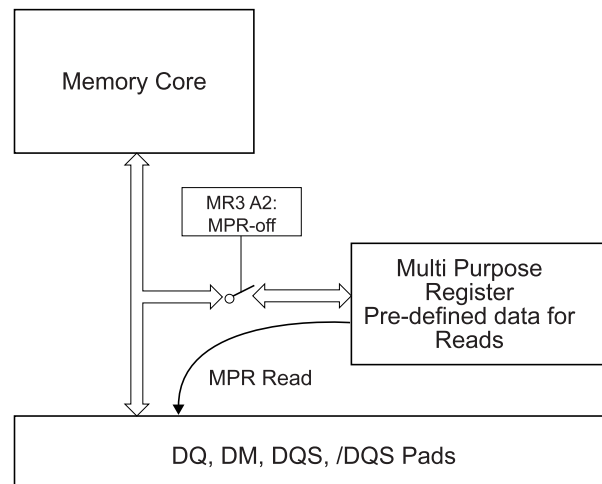 Memory Core
MR3 A2:
MPR-off
Multi Purpose
Register
Pre-defined data for
Reads
MPR Read
DQ, DM, DQS, /DQS Pads